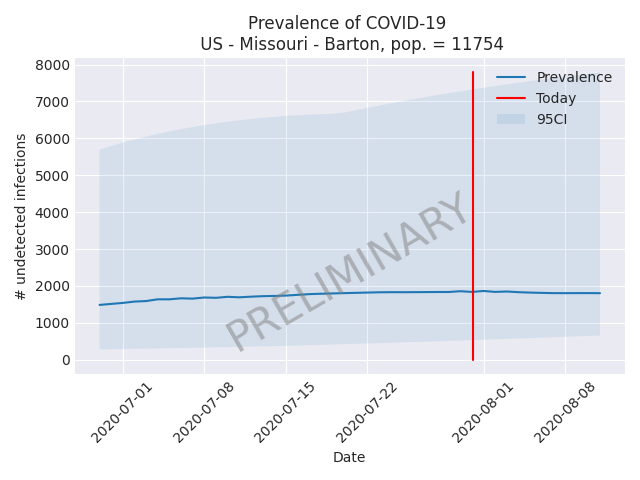 Prevalence of COVID-19
US - Missouri - Barton, pop. = 11754
8000
7000
6000
5000
4000
3000
2000
1000
0
# undetected infections
Prevalence
Today
95CI
PRELIMINARY
2020-07-01
2020-07-08
2020-07-15
2020-07-22
2020-08-01
2020-08-08
Date